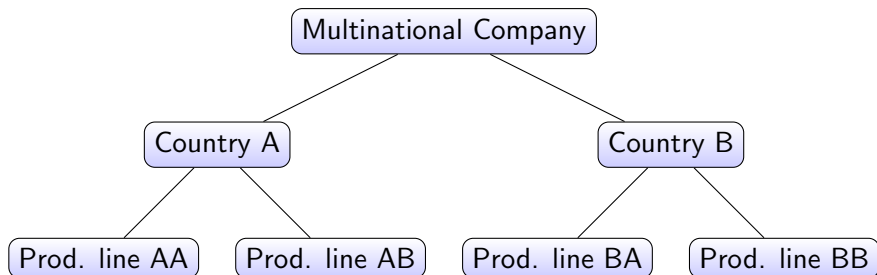 Multinational Company
Country A
Country B
Prod. line AA
Prod. line AB
Prod. line BA
Prod. line BB